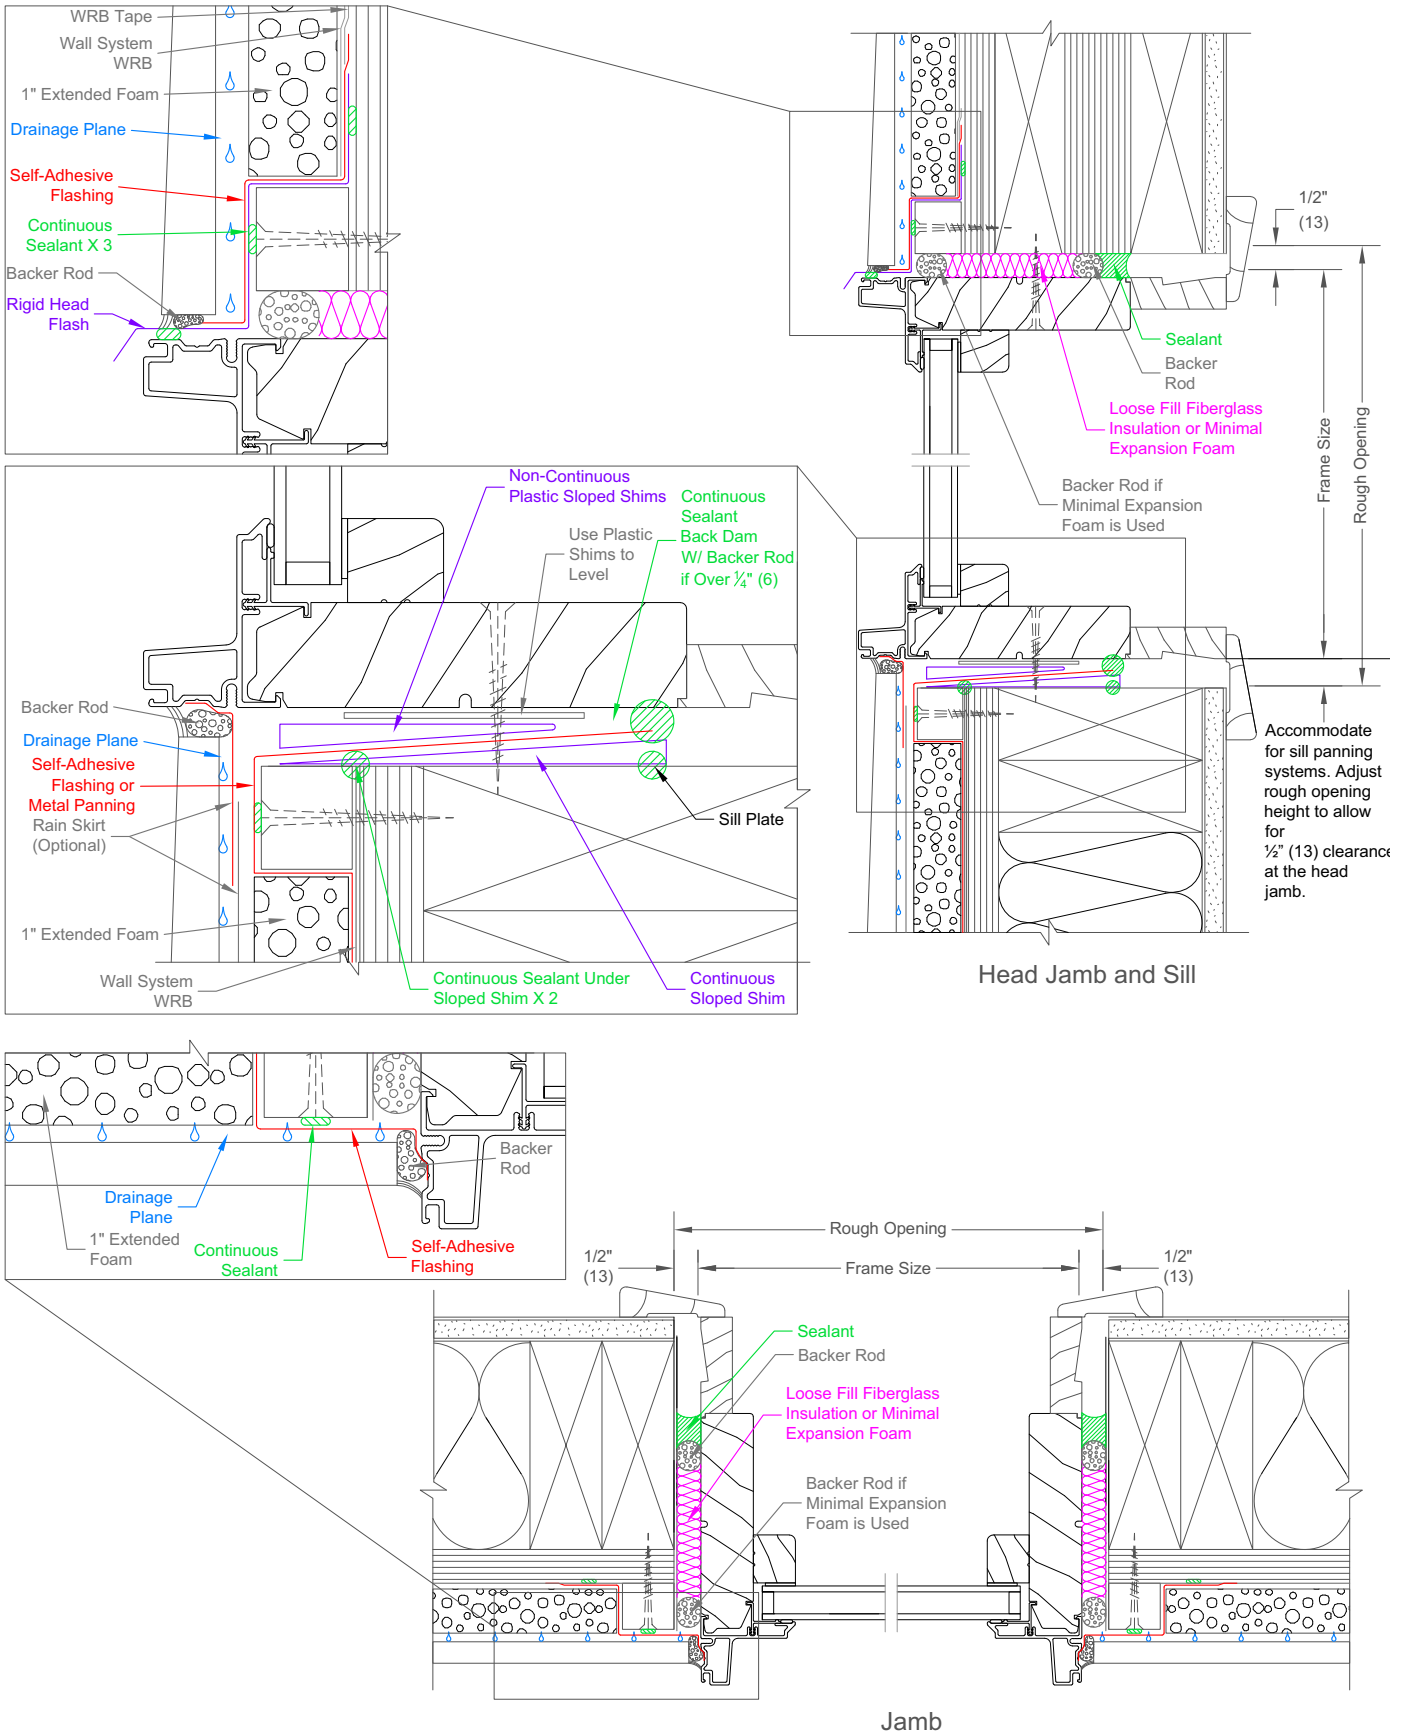 WRB Tape
Wall System
WRB
1" Extended Foam
Drainage Plane
Self-Adhesive
Flashing
Continuous
Sealant X 3
Backer Rod
Rigid Head
Flash
1/2"
(13)
Sealant
Backer
Rod
Loose Fill Fiberglass
Insulation or Minimal
Expansion Foam
Backer Rod if
Minimal Expansion
Foam is Used
Frame Size
Rough Opening
Non-Continuous
Plastic Sloped Shims
Continuous
Sealant
Back Dam
W/ Backer Rod
if Over ¼" (6)
Use Plastic
Shims to
Level
Backer Rod
Drainage Plane
Self-Adhesive
Flashing or
Metal Panning
Rain Skirt
(Optional)
Sill Plate
1" Extended Foam
Wall System
WRB
Continuous Sealant Under
Sloped Shim X 2
Continuous
Sloped Shim
Accommodate
for sill panning
systems. Adjust
rough opening
height to allow
for
½" (13) clearance
at the head
jamb.
Head Jamb and Sill
Backer
Rod
Drainage
Plane
1" Extended
Foam
Continuous
Sealant
Self-Adhesive
Flashing
Rough Opening
1/2"
(13)
Frame Size
1/2"
(13)
Sealant
Backer Rod
Loose Fill Fiberglass
Insulation or Minimal
Expansion Foam
Backer Rod if
Minimal Expansion
Foam is Used
Jamb